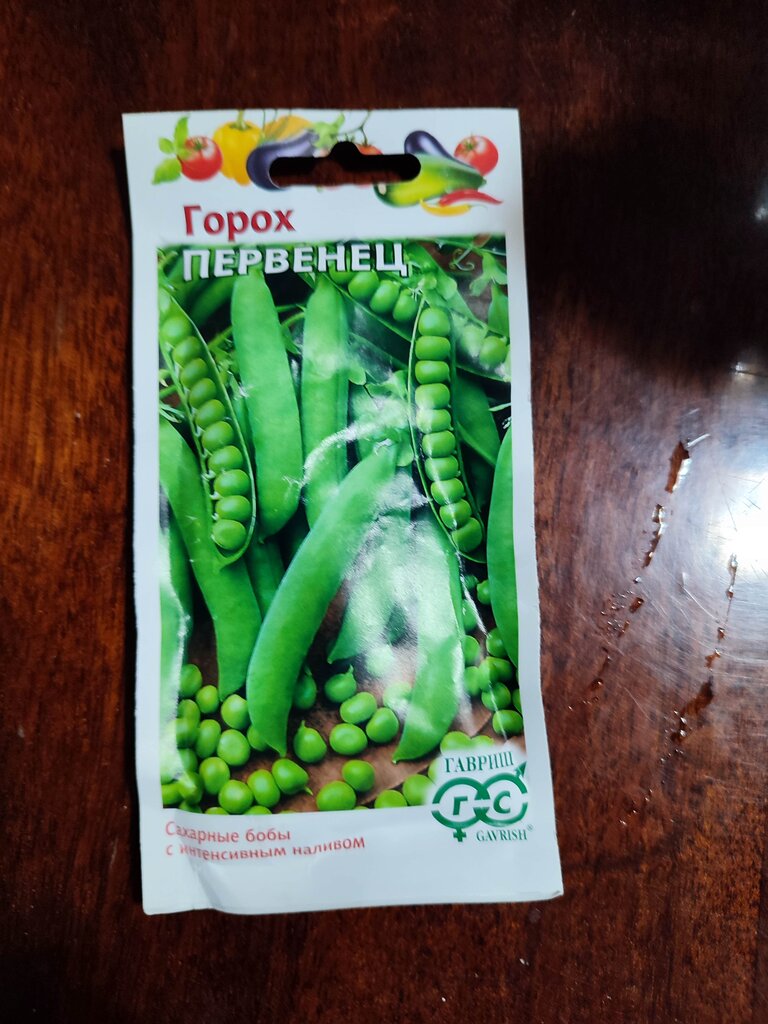 Горох
ПЕРВЕНЕЦ
ГАВРИШ
Г С
GAVRISH®
Сахарные бобы
с интенсивным наливом